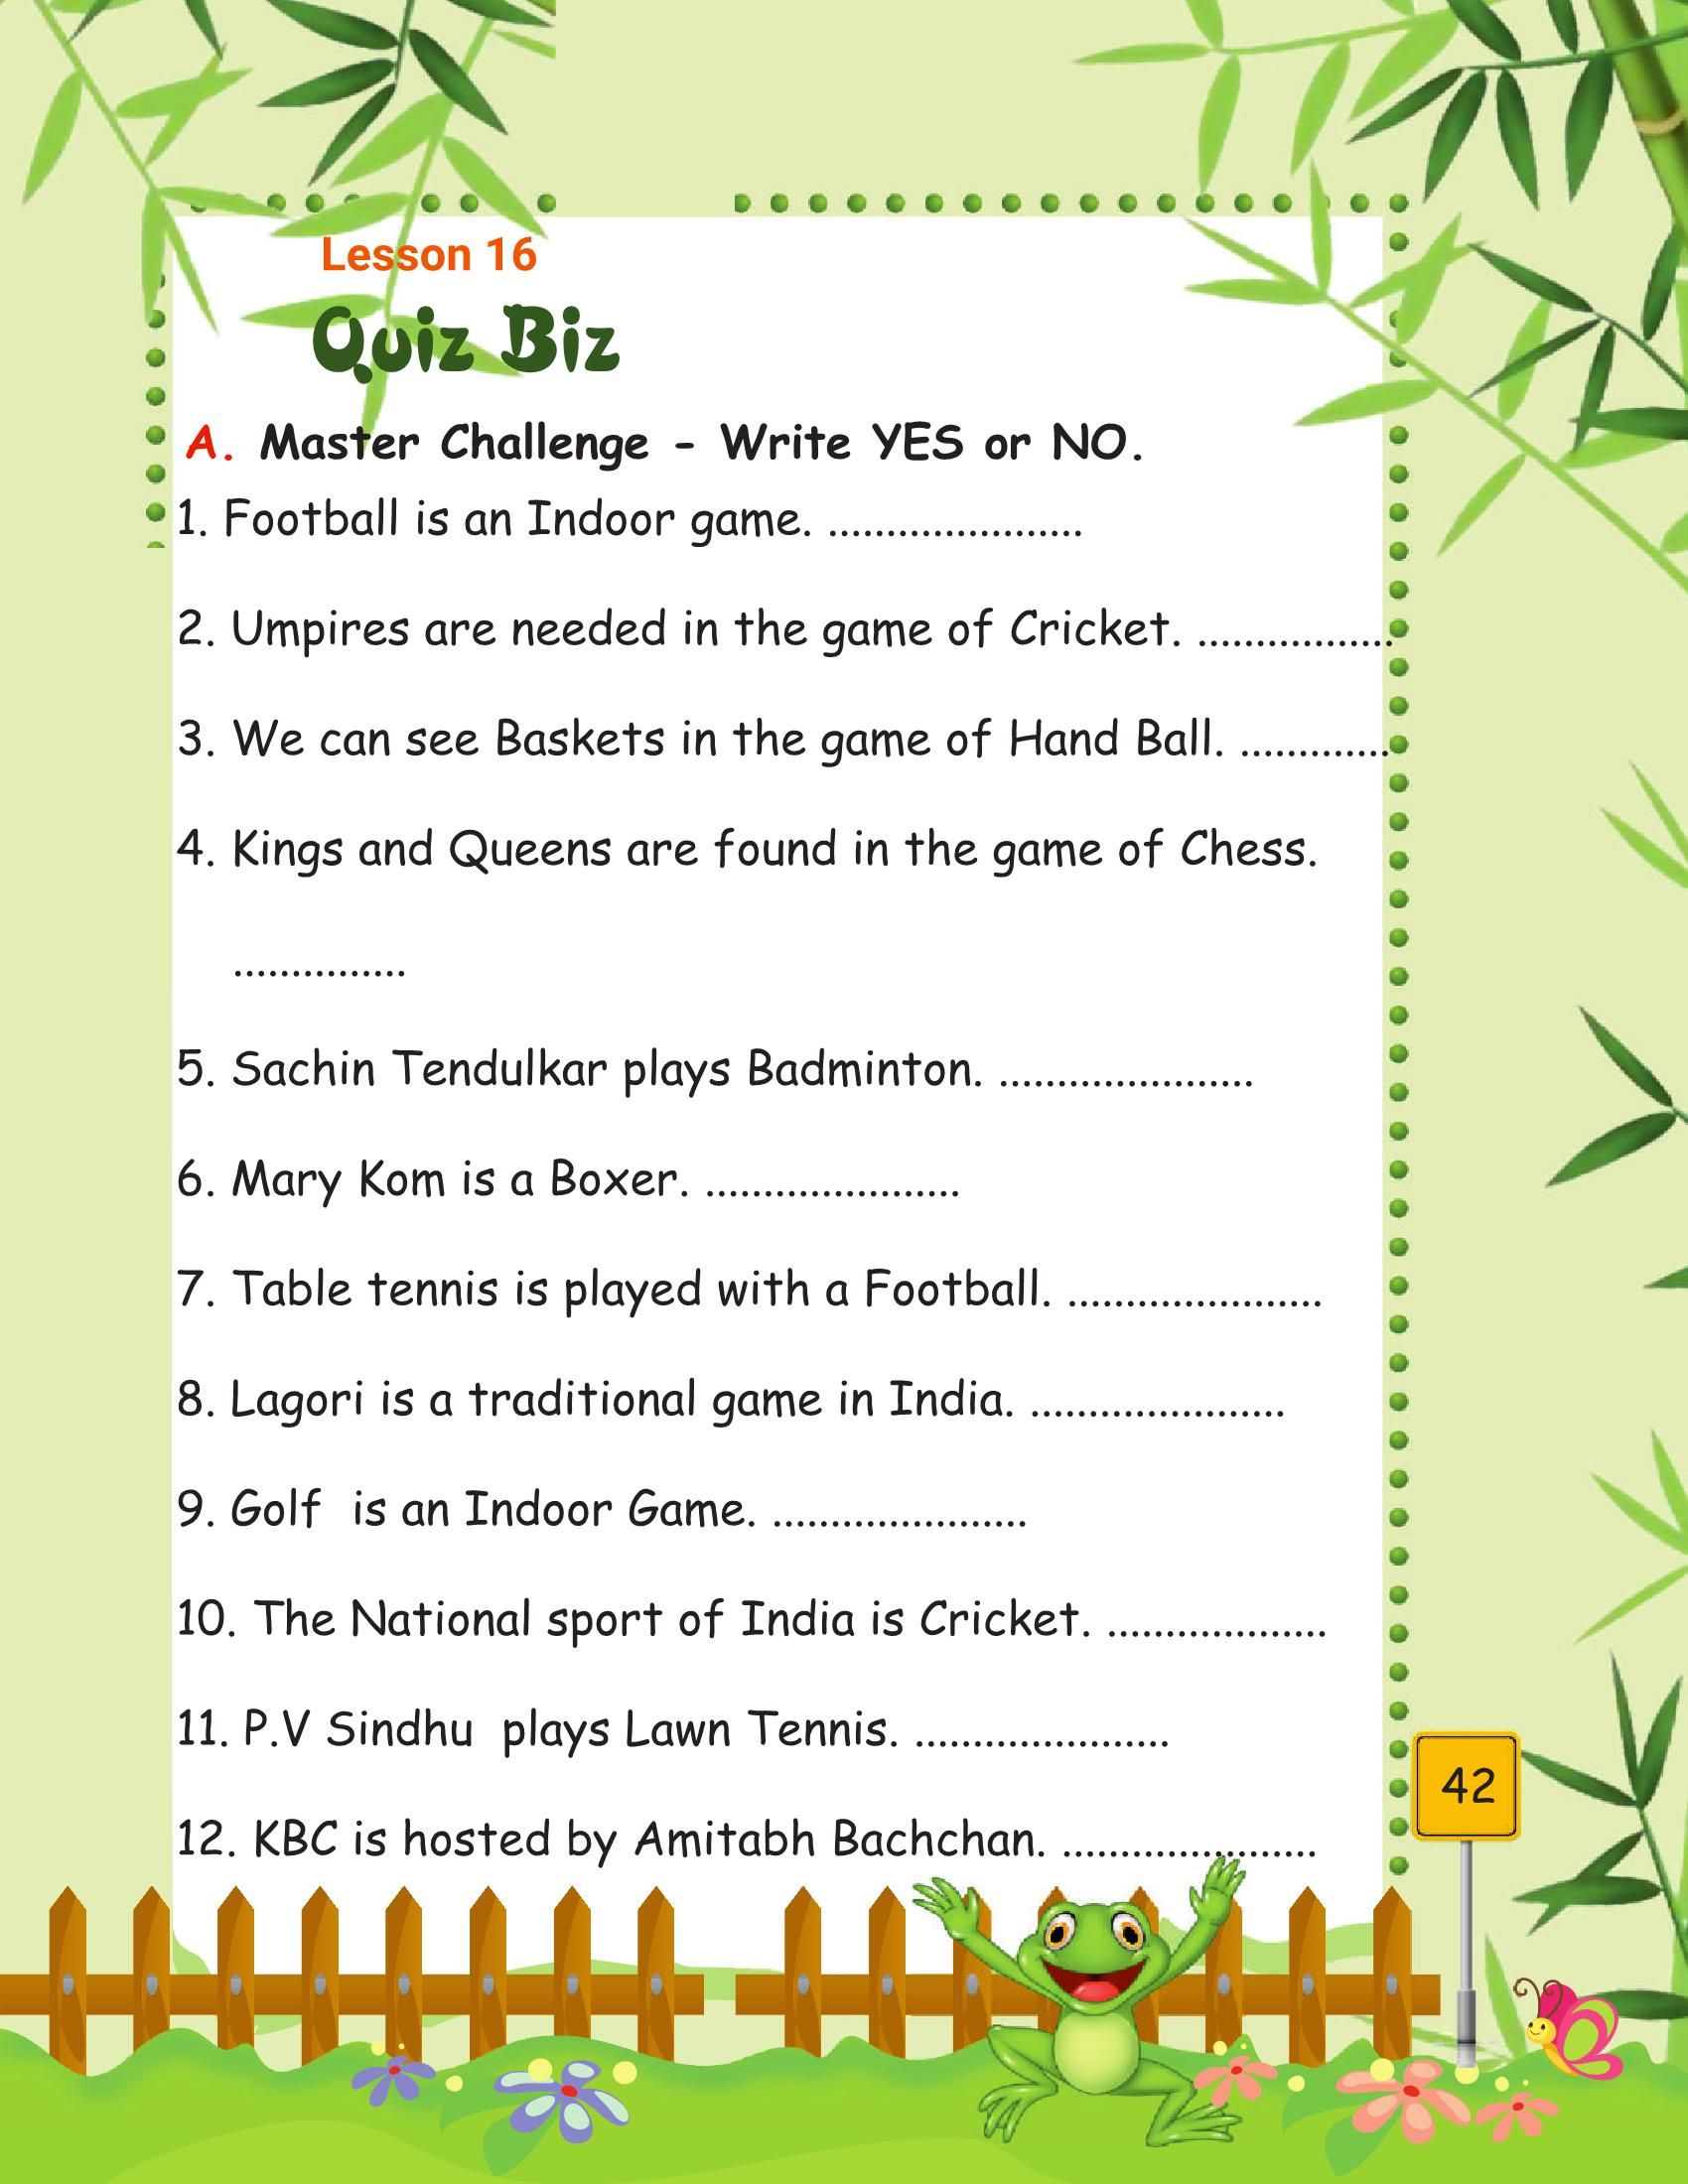 Lesson 16
Quiz Biz
A. Master Challenge - Write YES or NO.
1. Football is an Indoor game. ......................
2. Umpires are needed in the game of Cricket. .................
3. We can see Baskets in the game of Hand Ball. .............
4. Kings and Queens are found in the game of Chess.
...............
5. Sachin Tendulkar plays Badminton. ......................
6. Mary Kom is a Boxer. ......................
7. Table tennis is played with a Football. ......................
8. Lagori is a traditional game in India. ......................
9. Golf is an Indoor Game. ......................
10. The National sport of India is Cricket. ...................
11. P.V Sindhu plays Lawn Tennis. ......................
12. KBC is hosted by Amitabh Bachchan. ......................
42